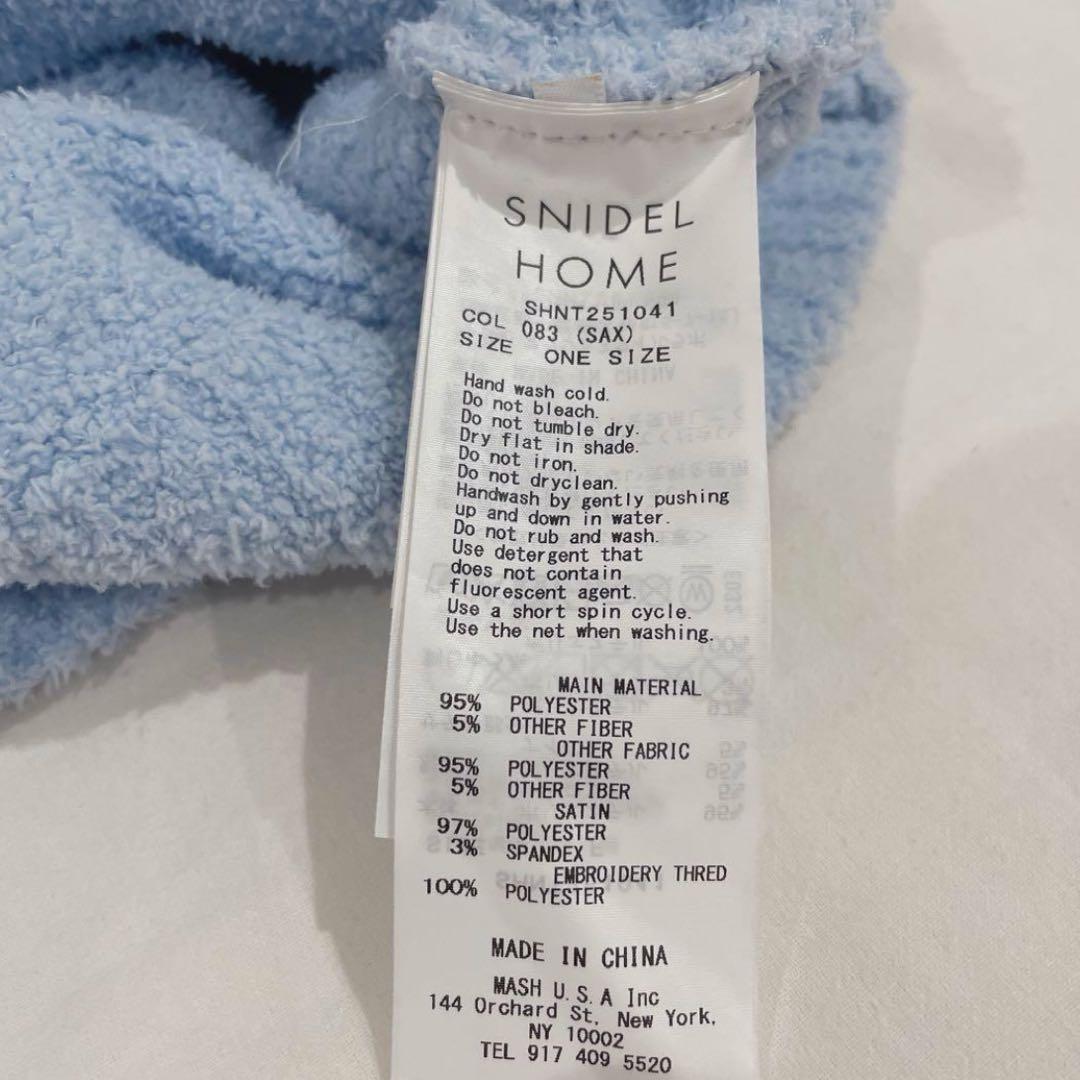 SNIDEL
HOME
SHNT251041
COL 083 (SAX)
SIZE ONE SIZE
Hand wash cold.
Do not bleach.
Do not tumble dry.
Dry flat in shade.
Do not iron.
Do not dryclean.
Handwash by gently pushing
up and down in water.
Do not rub and wash.
Use detergent that
does not contain
fluorescent agent.
Use a short spin cycle.
Use the net when washing.
MAIN MATERIAL
95% POLYESTER
5% OTHER FIBER
OTHER FABRIC
95% POLYESTER
5% OTHER FIBER
SATIN
97% POLYESTER
3% SPANDEX
EMBROIDERY THRED
100% POLYESTER
MADE IN CHINA
MASH U.S.A Inc
144 Orchard St, New York,
NY 10002
TEL 917 409 5520